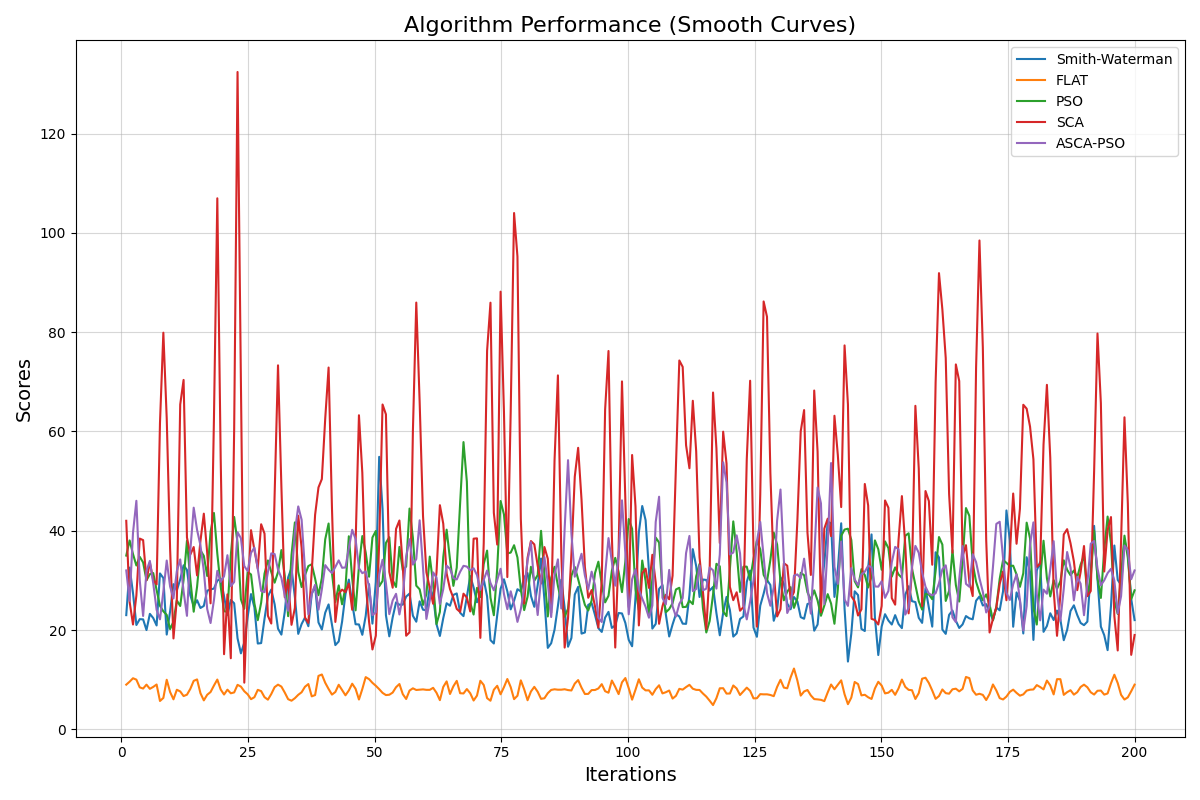 Algorithm Performance (Smooth Curves)
Smith-Waterman
FLAT
PSO
SCA
ASCA-PSO
Scores
120
100
80
60
40
20
0
0 25 50 75 100 125 150 175 200
Iterations